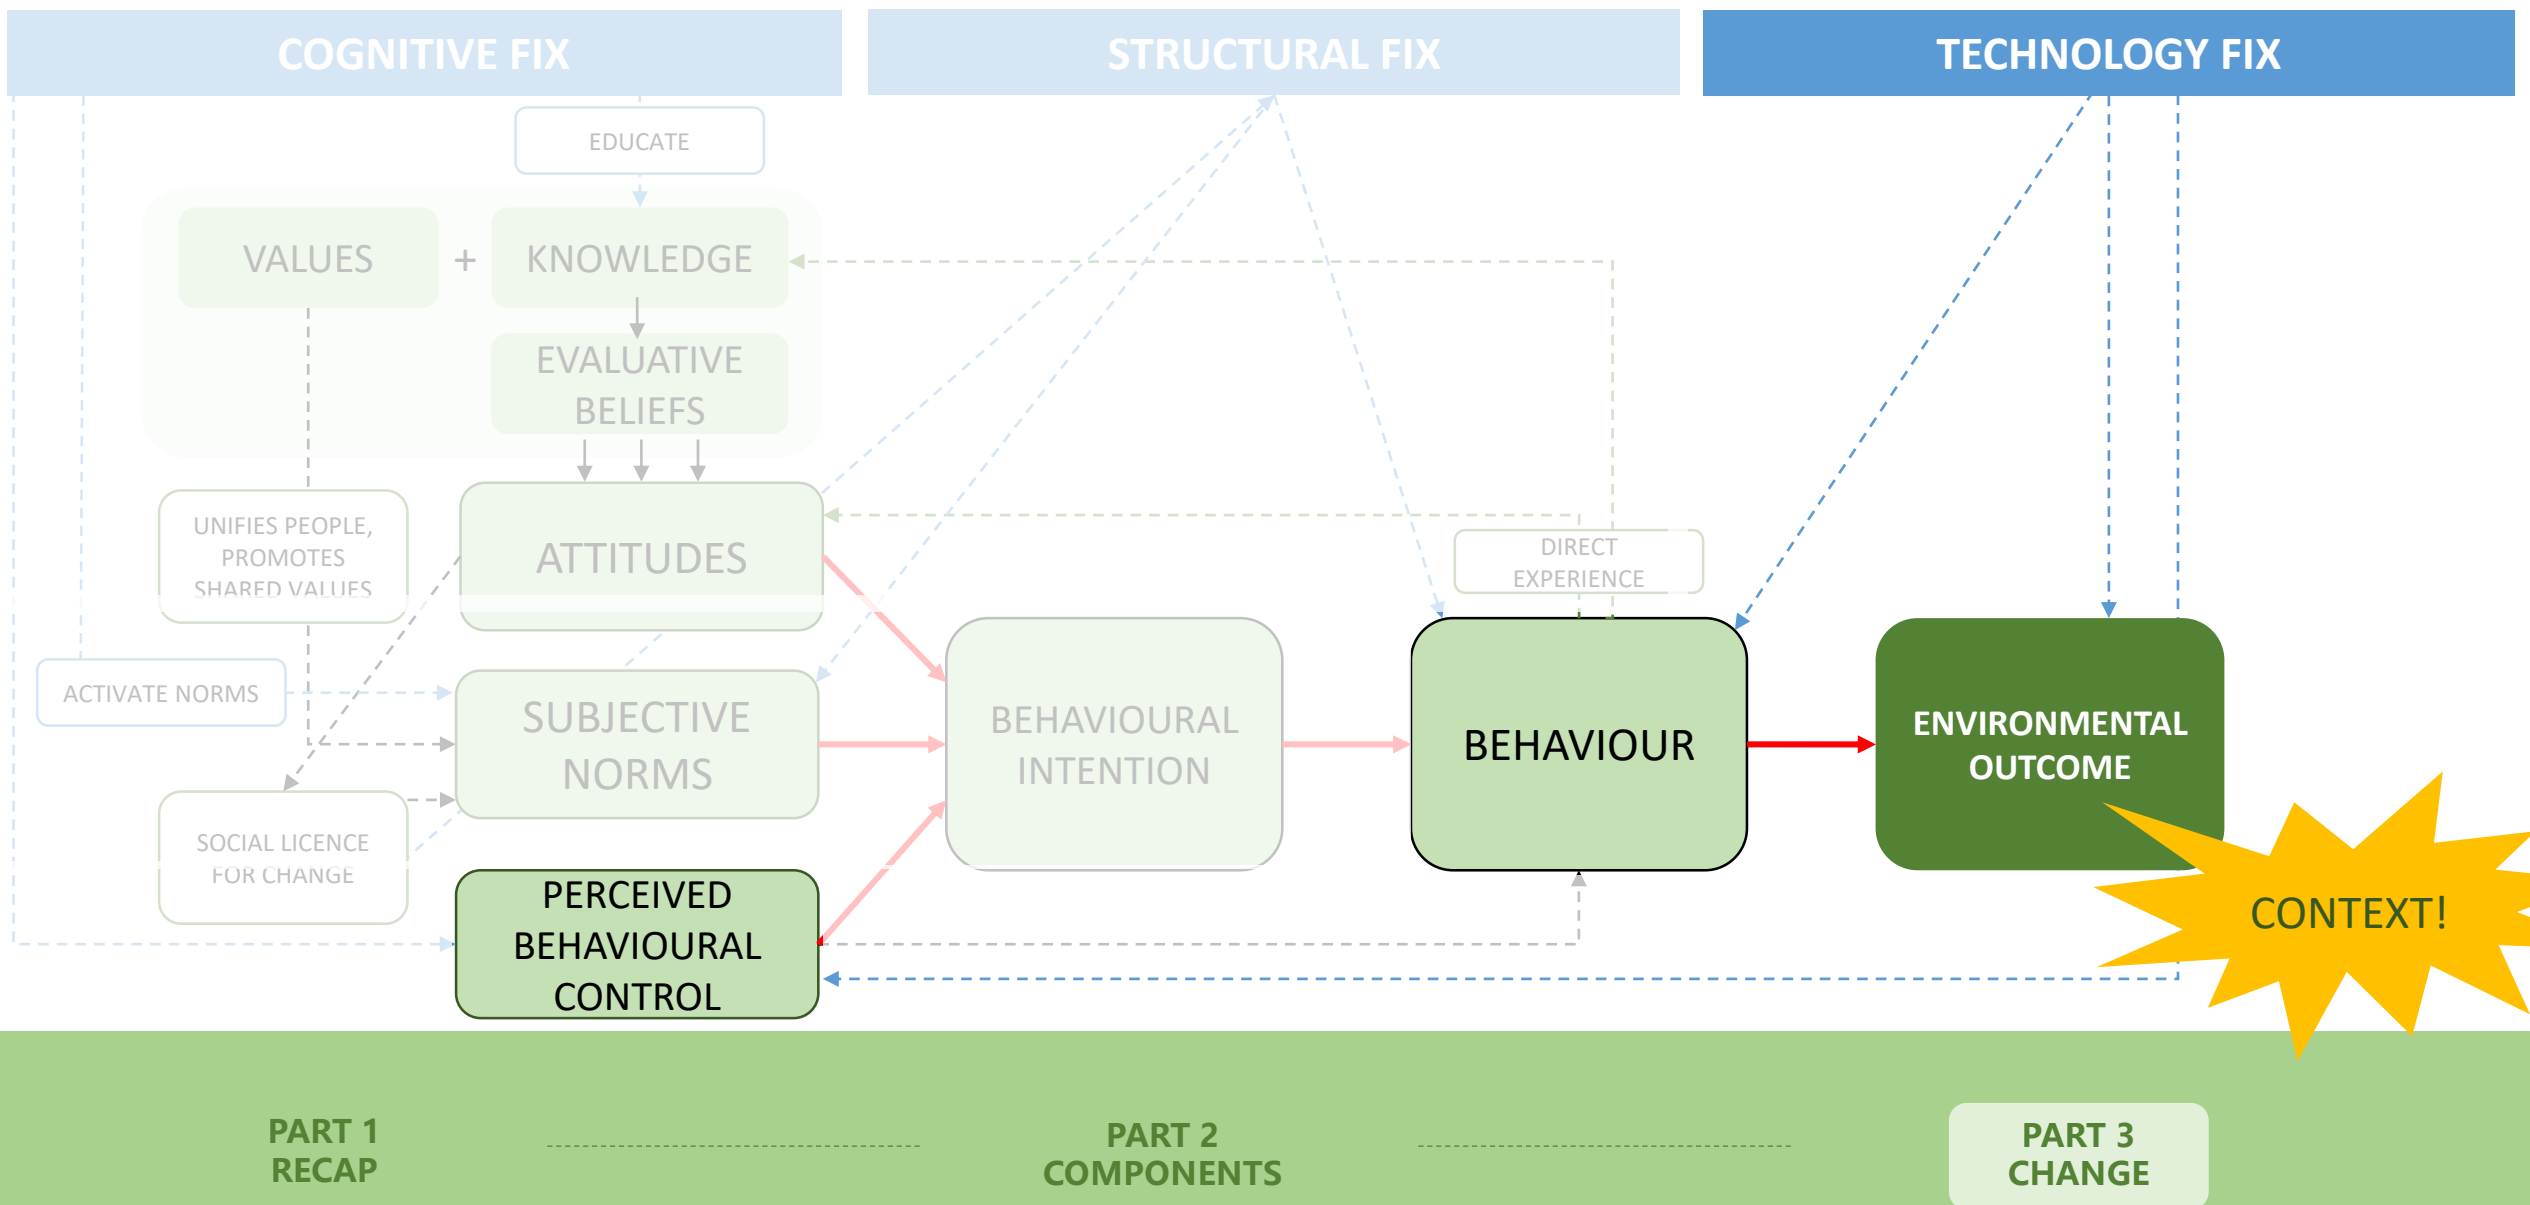 COGNITIVE FIX
STRUCTURAL FIX
TECHNOLOGY FIX
EDUCATE
VALUES
+
KNOWLEDGE
EVALUATIVE
BELIEFS
UNIFIES PEOPLE,
PROMOTES
SHARED VALUES
ATTITUDES
DIRECT
EXPERIENCE
ACTIVATE NORMS
SUBJECTIVE
NORMS
BEHAVIOURAL
INTENTION
BEHAVIOUR
ENVIRONMENTAL
OUTCOME
SOCIAL LICENCE
FOR CHANGE
PERCEIVED
BEHAVIOURAL
CONTROL
CONTEXT!
PART 1
RECAP
PART 2
COMPONENTS
PART 3
CHANGE